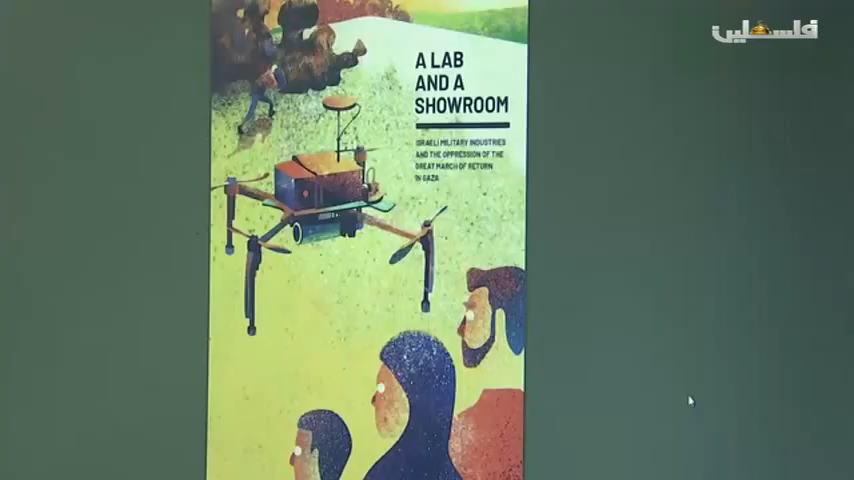 فلسطين
A LAB
AND A
SHOWROOM
ISRAELI MILITARY INDUSTRIES
AND THE OPPRESSION OF THE
GREAT MARCH OF RETURN
IN GAZA